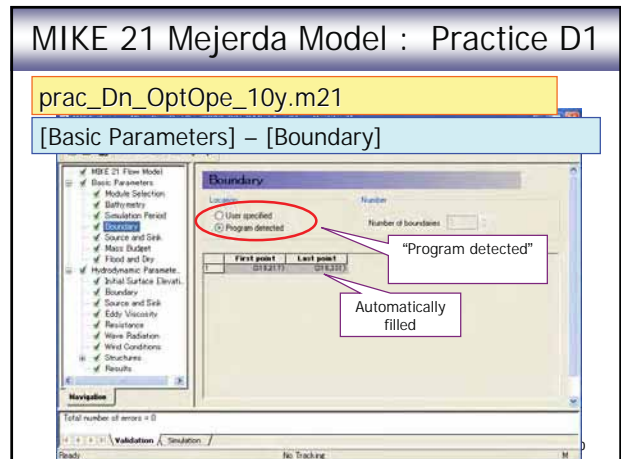 MIKE 21 Mejerda Model : Practice D1
prac_Dn_OptOpe_10y.m21
[Basic Parameters] – [Boundary]
MIKE 21 Flow Model
Basic Parameters
Module Selection
Bathymetry
Simulation Period
Boundary
Source and Sink
Mass Budget
Flood and Dry
Hydrodynamic Paramete..
Initial Surface Elevati..
Boundary
Source and Sink
Eddy Viscosity
Resistance
Wave Radiation
Wind Conditions
Structures
Results
Navigation
Boundary
Location
User specified
Program detected
Number
Number of boundaries
"Program detected"
First point Last point
1
Automatically
filled
Total number of errors = 0
Validation Simulation
Ready No Tracking M